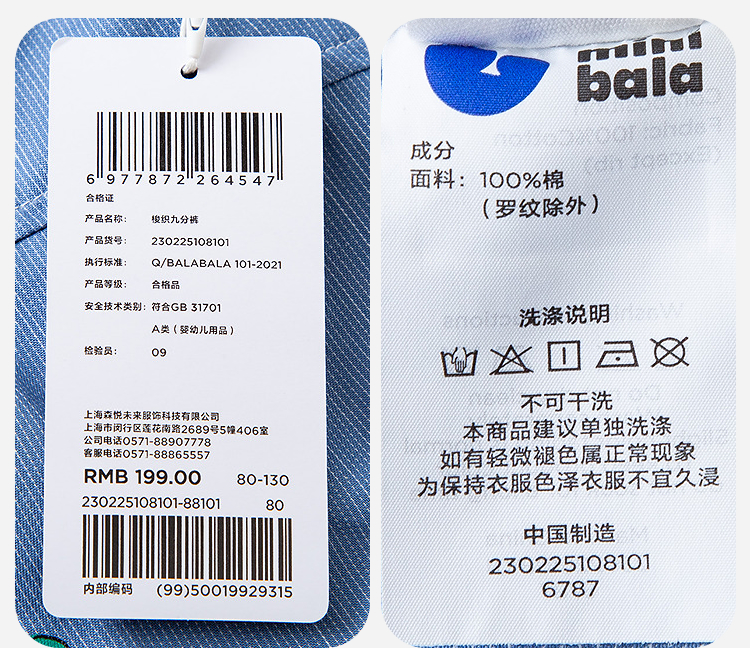 6 977872 264547
合格证
产品名称: 梭织九分裤
产品货号: 230225108101
执行标准: Q/BALABALA 101-2021
产品等级: 合格品
安全技术类别: 符合GB 31701
A类（婴幼儿用品）
检验员: 09
上海森悦未来服饰科技有限公司
上海市闵行区莲花南路2689号5幢406室
公司电话0571-88907778
客服电话0571-88865557
RMB 199.00 80-130
230225108101-88101 80
内部编码 (99)50019929315
mini
bala
成分
面料: 100%棉
(罗纹除外)
洗涤说明
不可干洗
本商品建议单独洗涤
如有轻微褪色属正常现象
为保持衣服色泽衣服不宜久浸
中国制造
230225108101
6787